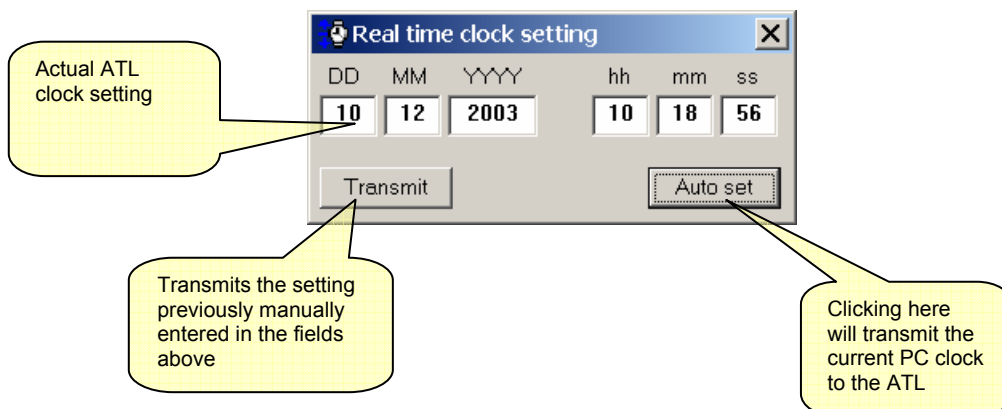 Real time clock setting
Actual ATL
clock setting
DD MM YYYY hh mm ss
10 12 2003 10 18 56
Transmit Auto set
Transmits the setting
previously manually
entered in the fields
above
Clicking here
will transmit the
current PC clock
to the ATL